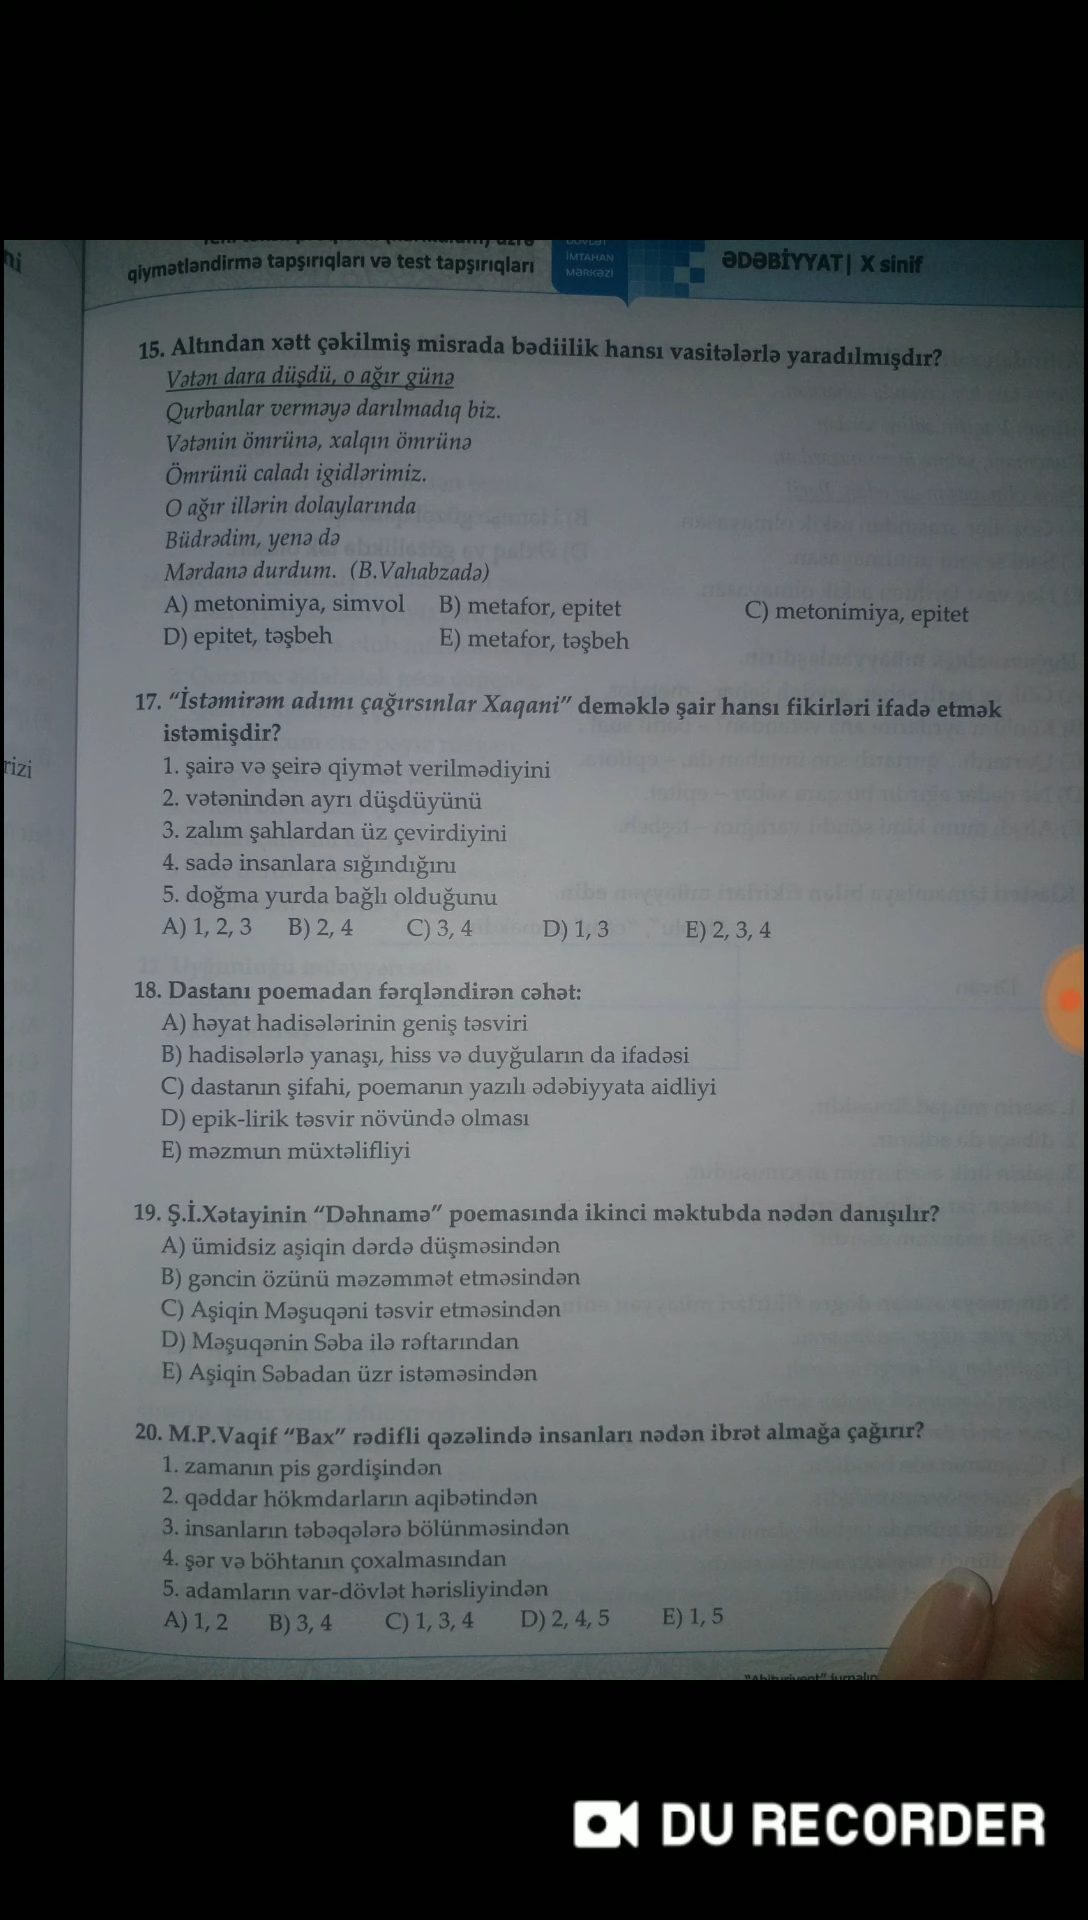 qiymətləndirmə tapşırıqları və test tapşırıqları
İMTAHAN
MƏRKƏZİ
ƏDƏBİYYAT | X sinif
15. Altından xətt çəkilmiş misrada bədiilik hansı vasitələrlə yaradılmışdır?
Vətən dara düşdü, o ağır günə
Qurbanlar verməyə darılmadıq biz.
Vətənin ömrünə, xalqın ömrünə
Ömrünü caladı igidlərimiz.
O ağır illərin dolaylarında
Büdrədim, yenə də
Mərdanə durdum. (B.Vahabzadə)
A) metonimiya, simvol B) metafor, epitet C) metonimiya, epitet
D) epitet, təşbeh E) metafor, təşbeh
17. “İstəmirəm adımı çağırsınlar Xaqani” deməklə şair hansı fikirləri ifadə etmək
istəmişdir?
1. şairə və şeirə qiymət verilmədiyini
2. vətənindən ayrı düşdüyünü
3. zalım şahlardan üz çevirdiyini
4. sadə insanlara sığındığını
5. doğma yurda bağlı olduğunu
A) 1, 2, 3 B) 2, 4 C) 3, 4 D) 1, 3 E) 2, 3, 4
18. Dastanı poemadan fərqləndirən cəhət:
A) həyat hadisələrinin geniş təsviri
B) hadisələrlə yanaşı, hiss və duyğuların da ifadəsi
C) dastanın şifahi, poemanın yazılı ədəbiyyata aidliyi
D) epik-lirik təsvir növündə olması
E) məzmun müxtəlifliyi
19. Ş.İ.Xətayinin “Dəhnamə” poemasında ikinci məktubda nədən danışılır?
A) ümidsiz aşiqin dərdə düşməsindən
B) gəncin özünü məzəmmət etməsindən
C) Aşiqin Məşuqəni təsvir etməsindən
D) Məşuqənin Səba ilə rəftarından
E) Aşiqin Səbadan üzr istəməsindən
20. M.P.Vaqif “Bax” rədifli qəzəlində insanları nədən ibrət almağa çağırır?
1. zamanın pis gərdişindən
2. qəddar hökmdarların aqibətindən
3. insanların təbəqələrə bölünməsindən
4. şər və böhtanın çoxalmasından
5. adamların var-dövlət hərisliyindən
A) 1, 2 B) 3, 4 C) 1, 3, 4 D) 2, 4, 5 E) 1, 5
rizi
DU RECORDER